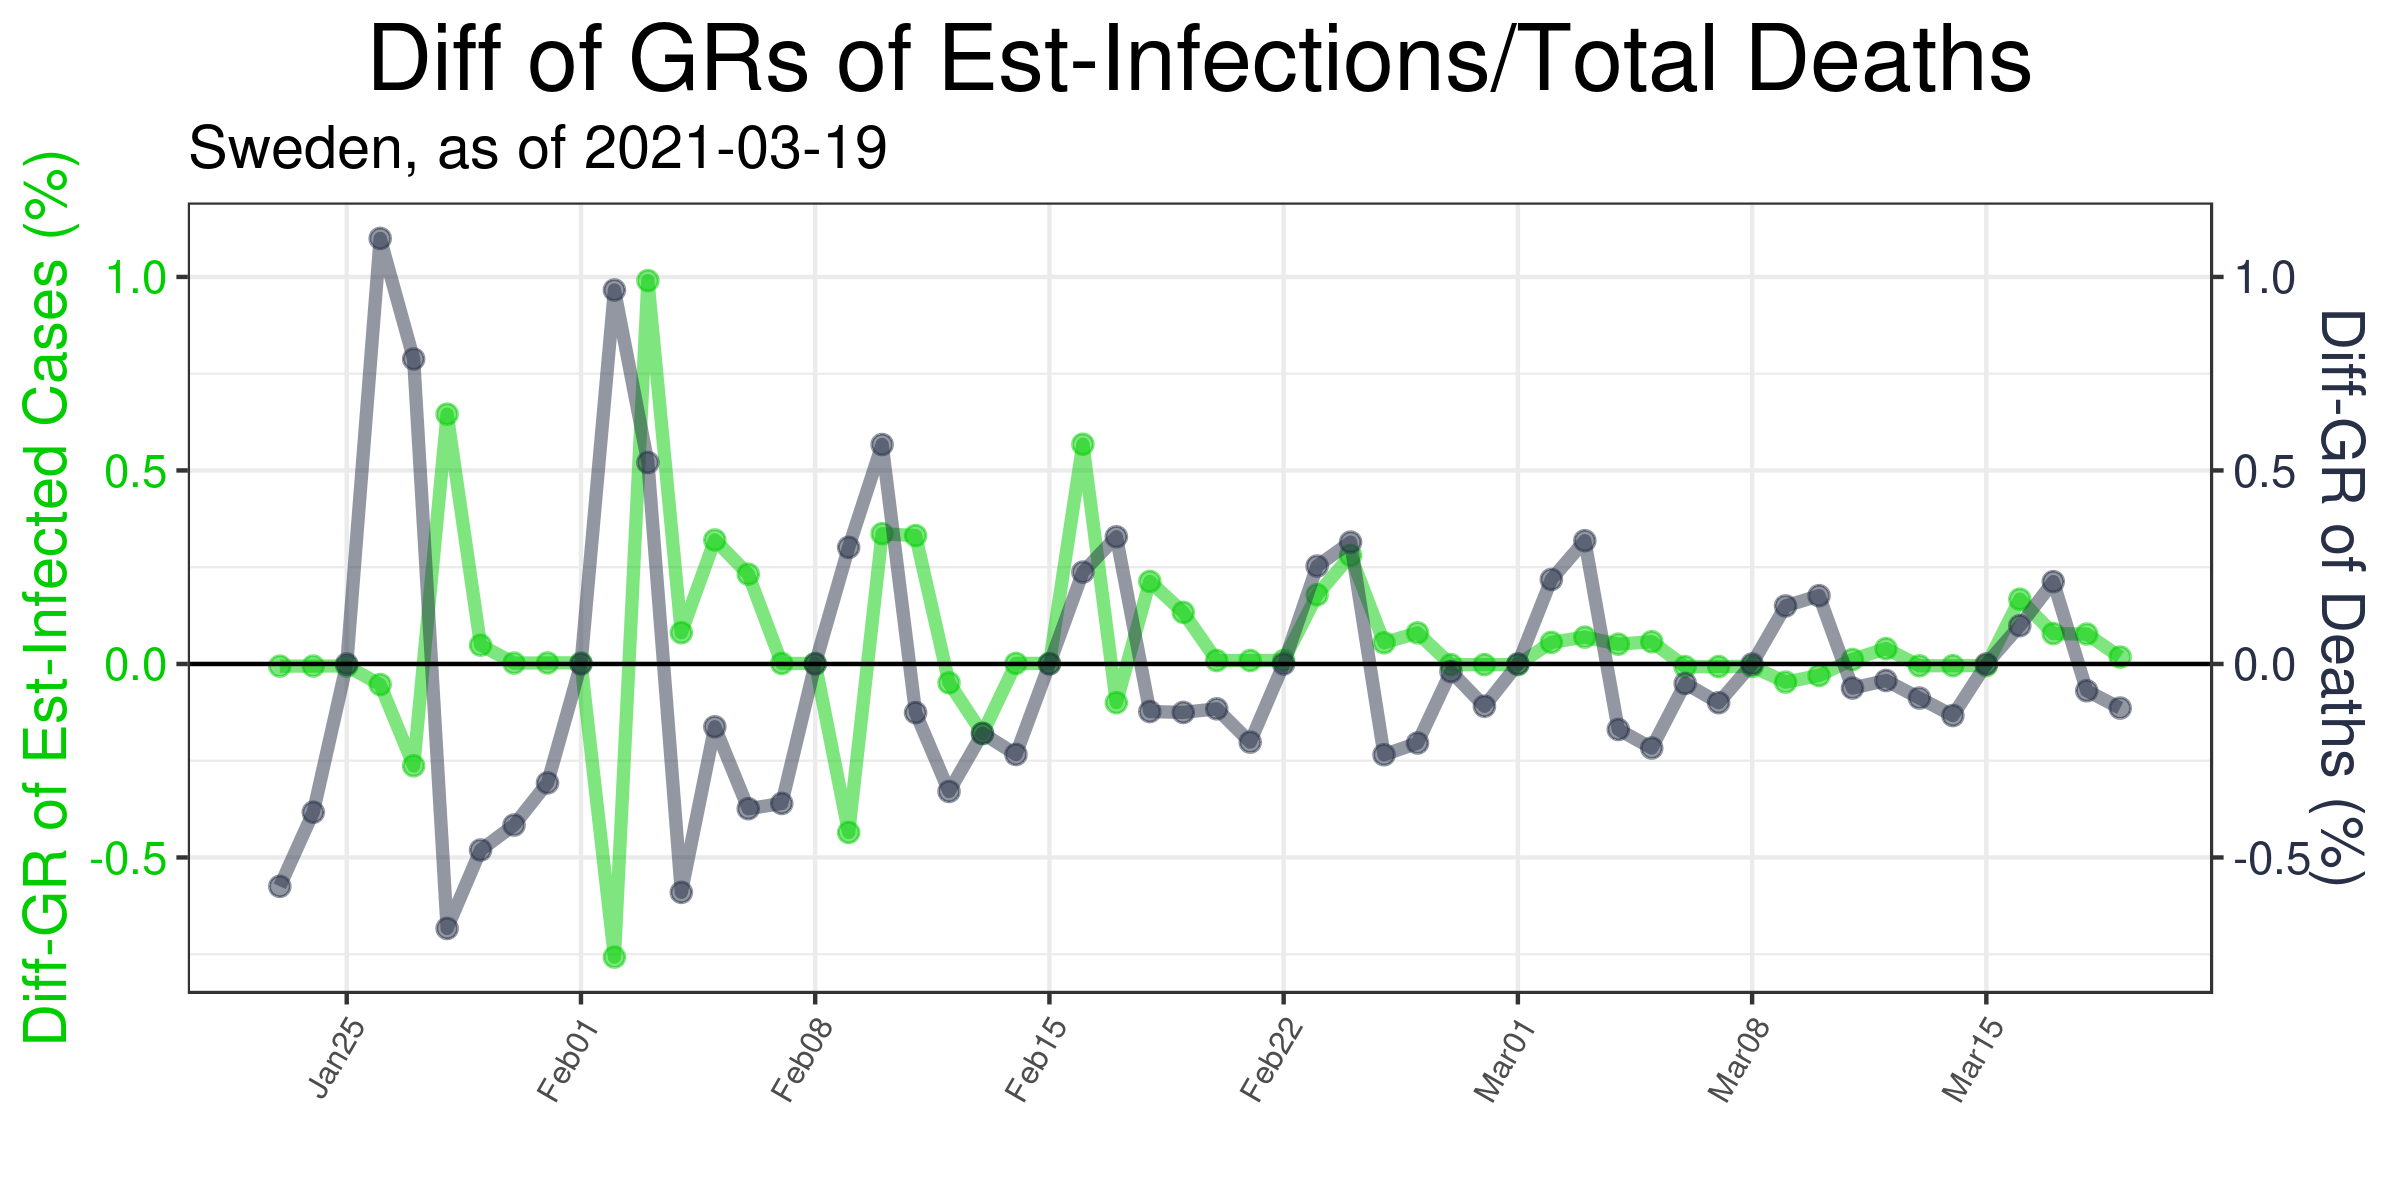 Diff of GRs of Est-Infections/Total Deaths
Sweden, as of 2021-03-19
Diff-GR of Est-Infected Cases (%)
1.0
0.5
0.0
-0.5
1.0
0.5
0.0
-0.5
Diff-GR of Deaths (%)
Jan25
Feb01
Feb08
Feb15
Feb22
Mar01
Mar08
Mar15